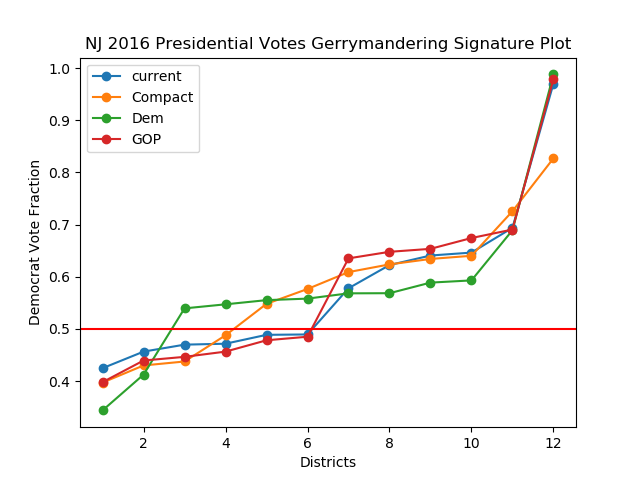 NJ 2016 Presidential Votes Gerrymandering Signature Plot
current
Compact
Dem
GOP
Democrat Vote Fraction
1.0
0.9
0.8
0.7
0.6
0.5
0.4
2 4 6 8 10 12
Districts